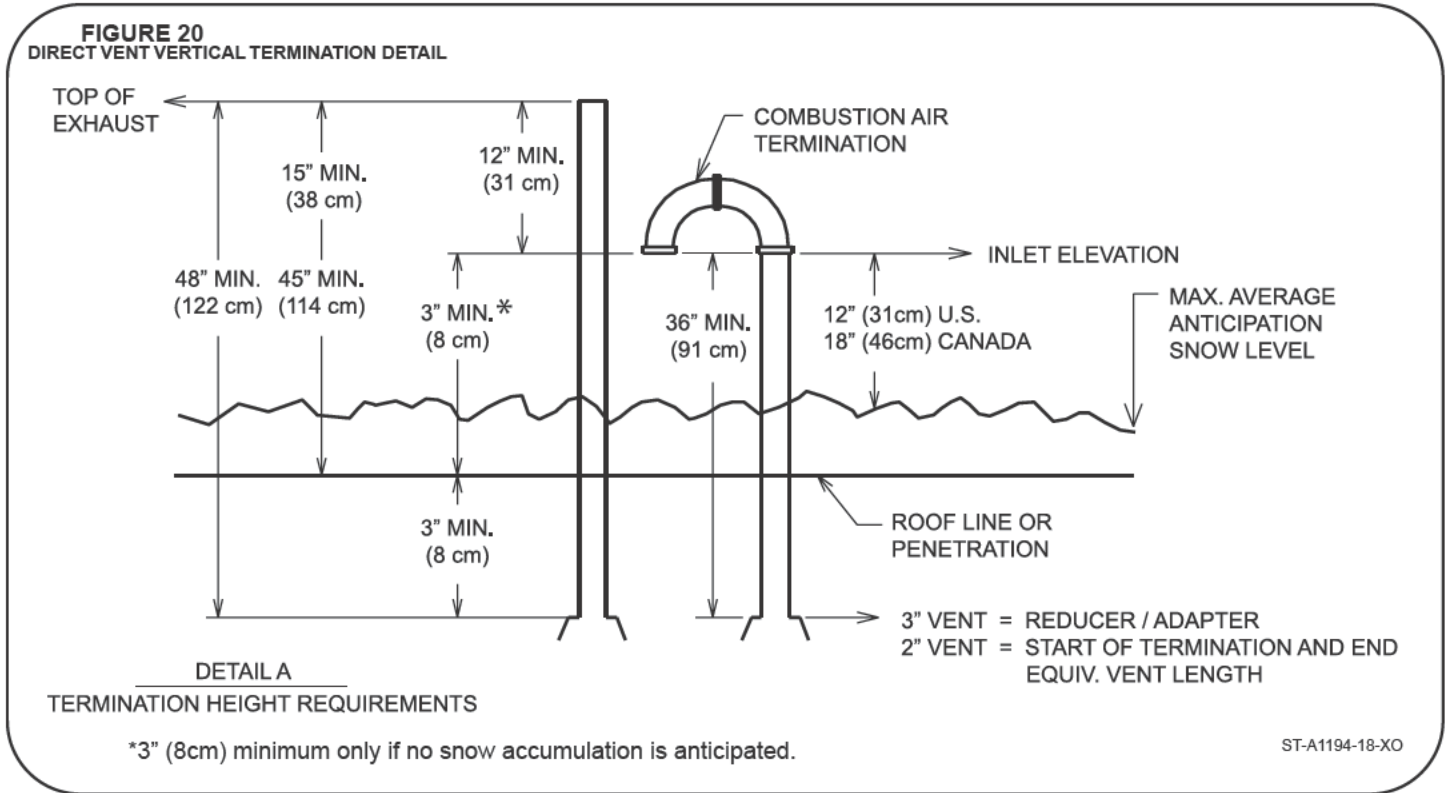 FIGURE 20
DIRECT VENT VERTICAL TERMINATION DETAIL
TOP OF
EXHAUST
15” MIN.
(38 cm)
12” MIN.
(31 cm)
COMBUSTION AIR
TERMINATION
48” MIN.
(122 cm)
45” MIN.
(114 cm)
3” MIN.*
(8 cm)
36” MIN.
(91 cm)
INLET ELEVATION
12” (31cm) U.S.
18” (46cm) CANADA
MAX. AVERAGE
ANTICIPATION
SNOW LEVEL
3” MIN.
(8 cm)
ROOF LINE OR
PENETRATION
3” VENT = REDUCER / ADAPTER
2” VENT = START OF TERMINATION AND END
EQUIV. VENT LENGTH
DETAIL A
TERMINATION HEIGHT REQUIREMENTS
*3” (8cm) minimum only if no snow accumulation is anticipated.
ST-A1194-18-XO